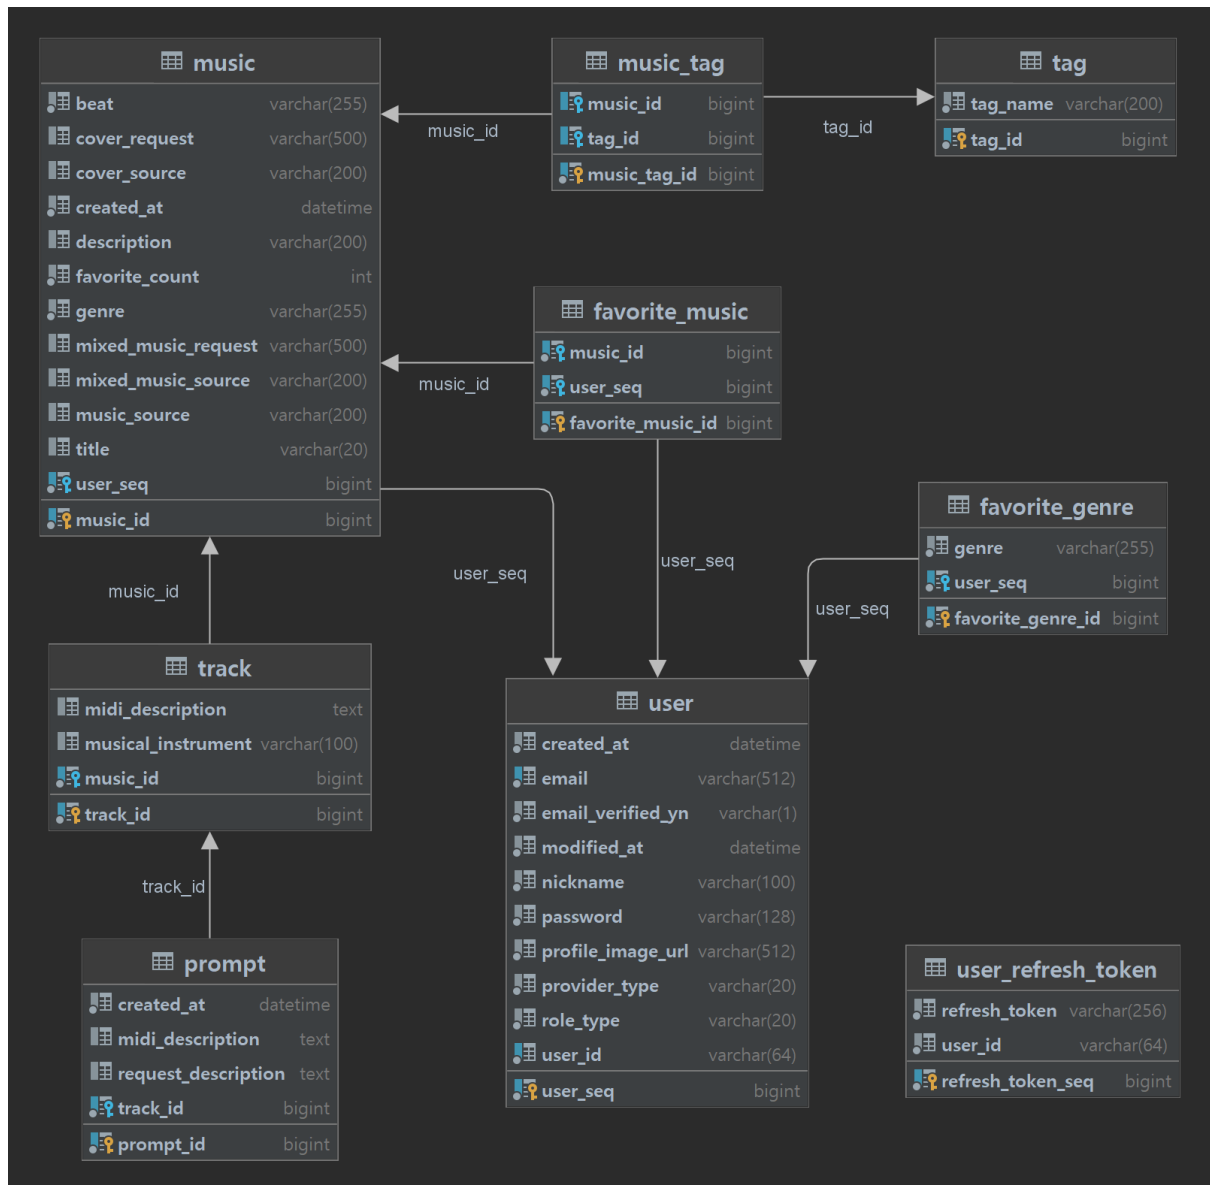 music
beat varchar(255)
cover_request varchar(500)
cover_source varchar(200)
created_at datetime
description varchar(200)
favorite_count int
genre varchar(255)
mixed_music_request varchar(500)
mixed_music_source varchar(200)
music_source varchar(200)
title varchar(20)
user_seq bigint
music_id bigint
music_id
music_tag
music_id bigint
tag_id bigint
music_tag_id bigint
tag_id
tag
tag_name varchar(200)
tag_id bigint
music_id
favorite_music
music_id bigint
user_seq bigint
favorite_music_id bigint
user_seq
user_seq
user_seq
favorite_genre
genre varchar(255)
user_seq bigint
favorite_genre_id bigint
music_id
track
midi_description text
musical_instrument varchar(100)
music_id bigint
track_id bigint
track_id
prompt
created_at datetime
midi_description text
request_description text
track_id bigint
prompt_id bigint
user
created_at datetime
email varchar(512)
email_verified_yn varchar(1)
modified_at datetime
nickname varchar(100)
password varchar(128)
profile_image_url varchar(512)
provider_type varchar(20)
role_type varchar(20)
user_id varchar(64)
user_seq bigint
user_refresh_token
refresh_token varchar(256)
user_id varchar(64)
refresh_token_seq bigint